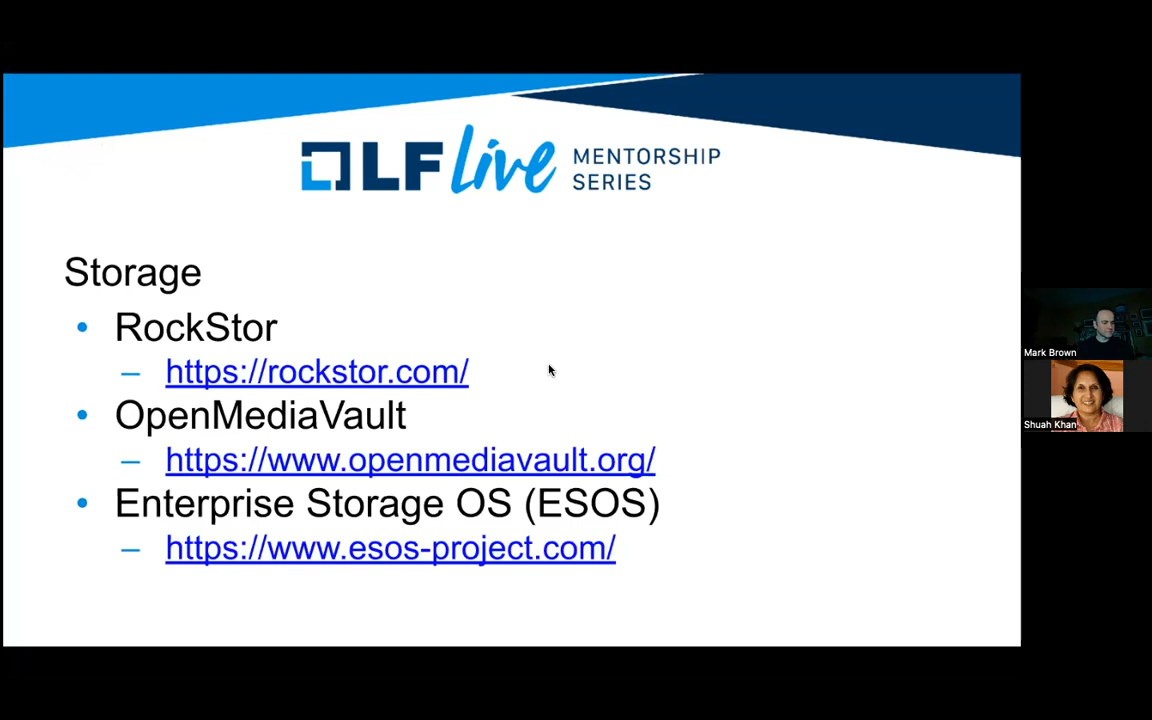 LF Live MENTORSHIP
SERIES
Storage
• RockStor
– https://rockstor.com/
• OpenMediaVault
– https://www.openmediavault.org/
• Enterprise Storage OS (ESOS)
– https://www.esos-project.com/
Mark Brown
Shuah Khan